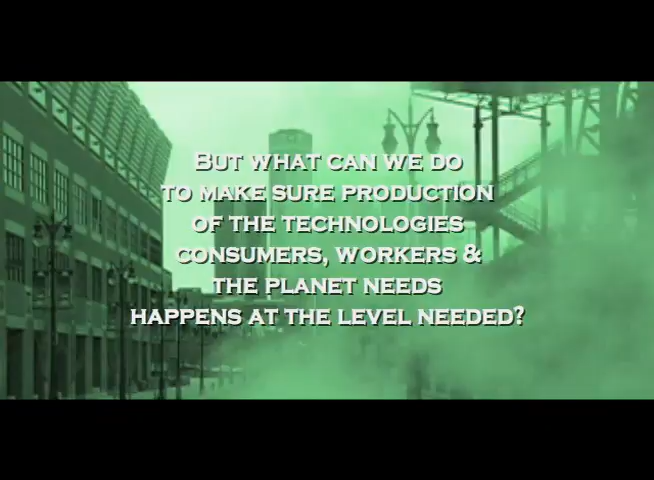 But what can we do
to make sure production
of the technologies
consumers, workers &
the planet needs
happens at the level needed?